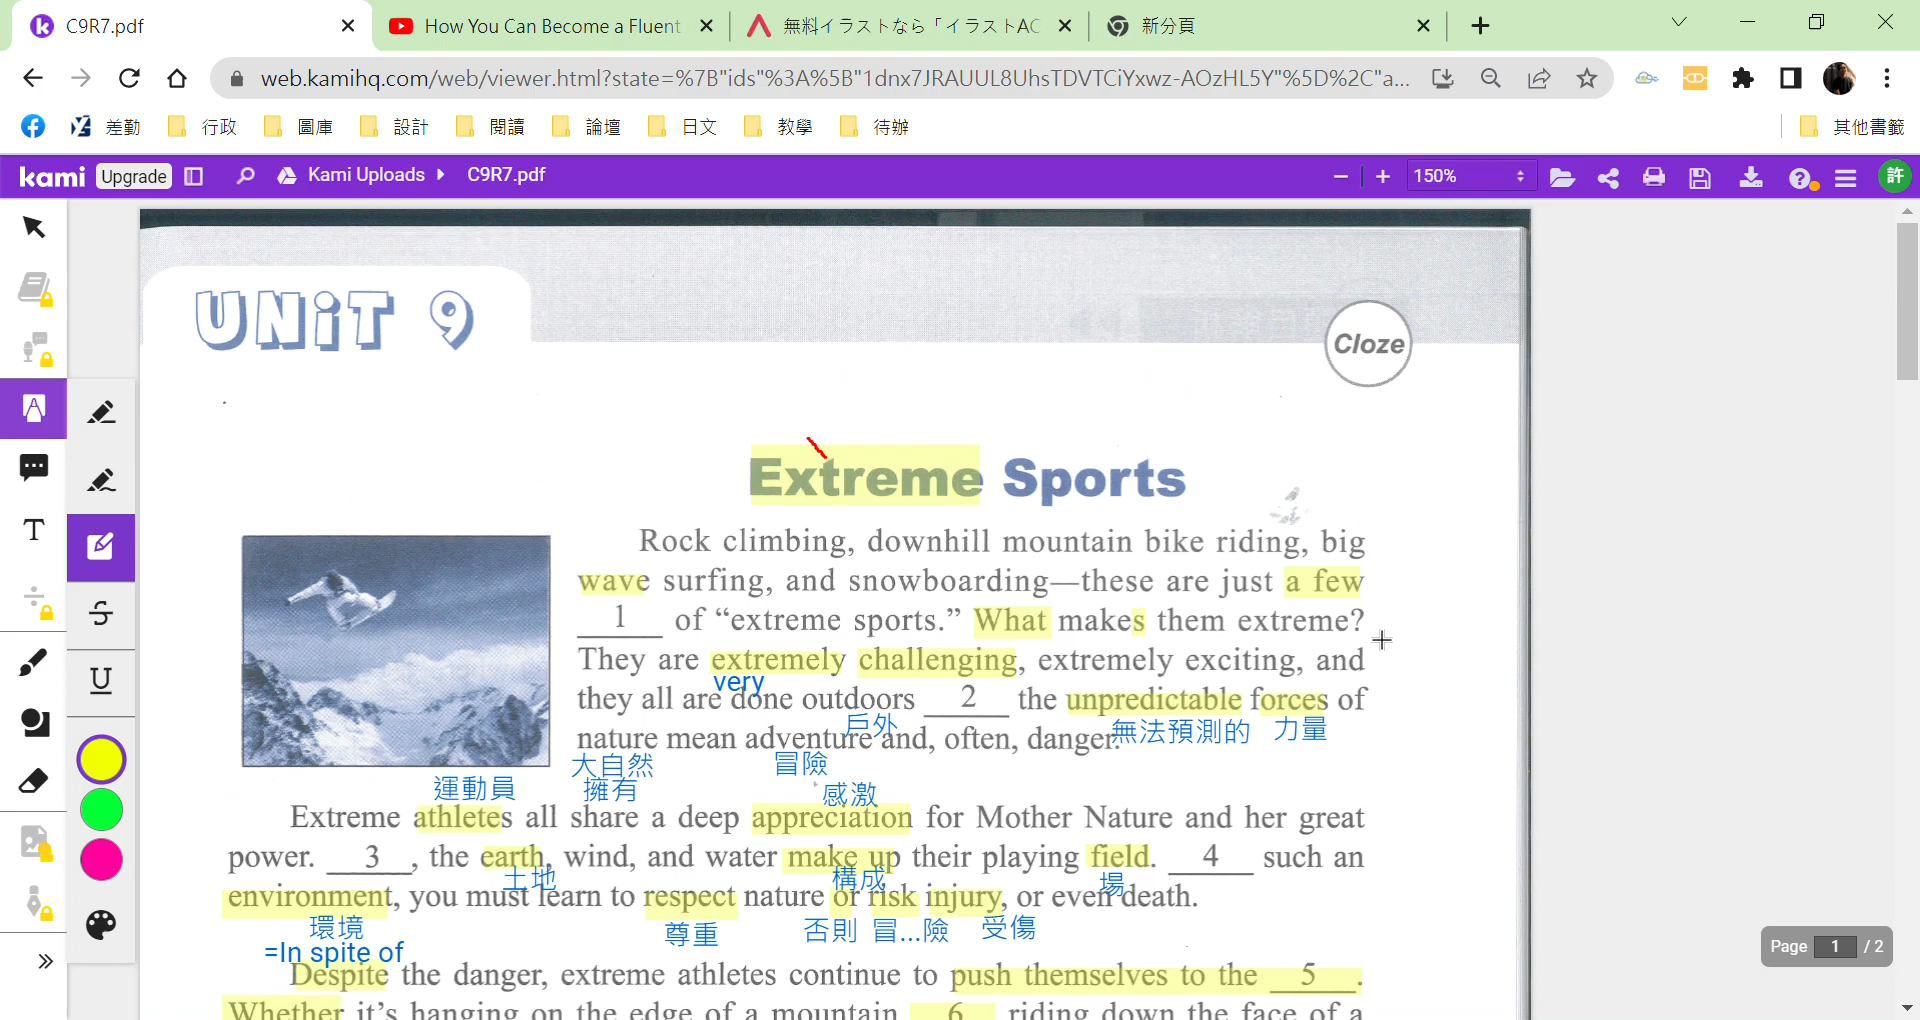 C9R7.pdf
How You Can Become a Fluent
無料イラストなら「イラストAC
新分頁
web.kamihq.com/web/viewer.html?state=%7B"ids"%3A%5B"1dnx7JRAUUL8UhsTDVTCiYxwz-AOzHL5Y"%5D%2C"a...
差勤 行政 圖庫 設計 閱讀 論壇 日文 教學 待辦 其他書籤
kami Upgrade Kami Uploads C9R7.pdf 150% 許
UNiT 9
Cloze
Extreme Sports
Rock climbing, downhill mountain bike riding, big
wave surfing, and snowboarding—these are just a few
1 of “extreme sports.” What makes them extreme?
They are extremely challenging, extremely exciting, and
very
they all are done outdoors 2 the unpredictable forces of
戶外 無法預測的 力量
nature mean adventure and, often, danger.
大自然 冒險
運動員 擁有 感激
Extreme athletes all share a deep appreciation for Mother Nature and her great
power. 3, the earth, wind, and water make up their playing field. 4 such an
土地 構成 場
environment, you must learn to respect nature or risk injury, or even death.
環境 尊重 否則 冒...險 受傷
=In spite of
Despite the danger, extreme athletes continue to push themselves to the 5.
Whether it’s hanging on the edge of a mountain 6 riding down the face of a
Page 1 / 2
T